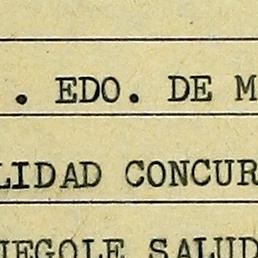 . EDO. DE M
LIDAD CONCUR
UEGOLE SALUD